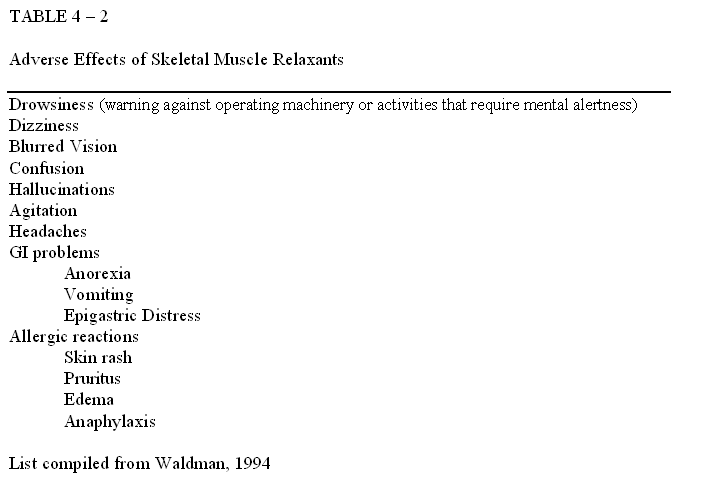 TABLE 4 – 2
Adverse Effects of Skeletal Muscle Relaxants
Drowsiness (warning against operating machinery or activities that require mental alertness)
Dizziness
Blurred Vision
Confusion
Hallucinations
Agitation
Headaches
GI problems
Anorexia
Vomiting
Epigastric Distress
Allergic reactions
Skin rash
Pruritus
Edema
Anaphylaxis
List compiled from Waldman, 1994